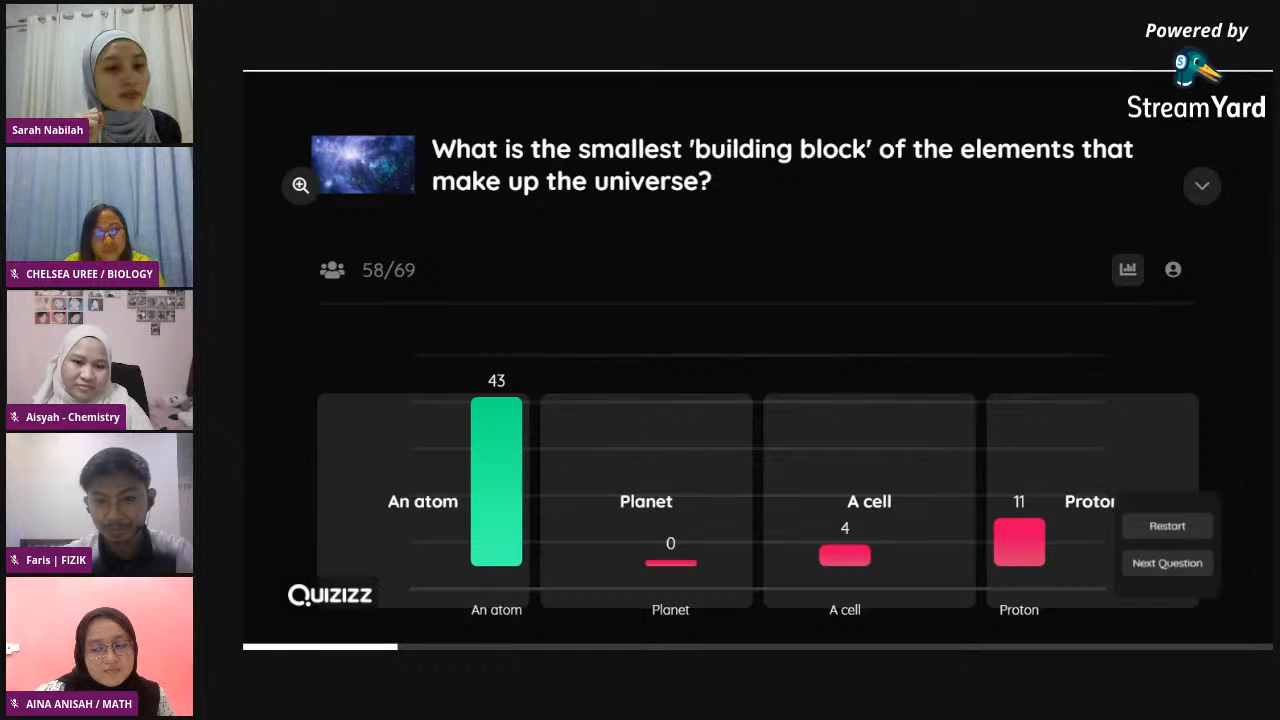 Powered by
StreamYard
Sarah Nabilah
CHELSEA UREE / BIOLOGY
Aisyah - Chemistry
Faris | FIZIK
AINA ANISAH / MATH
What is the smallest 'building block' of the elements that
make up the universe?
58/69
43
0
4
11
An atom
Planet
A cell
Proton
Restart
Next Question
Quizizz
An atom
Planet
A cell
Proton